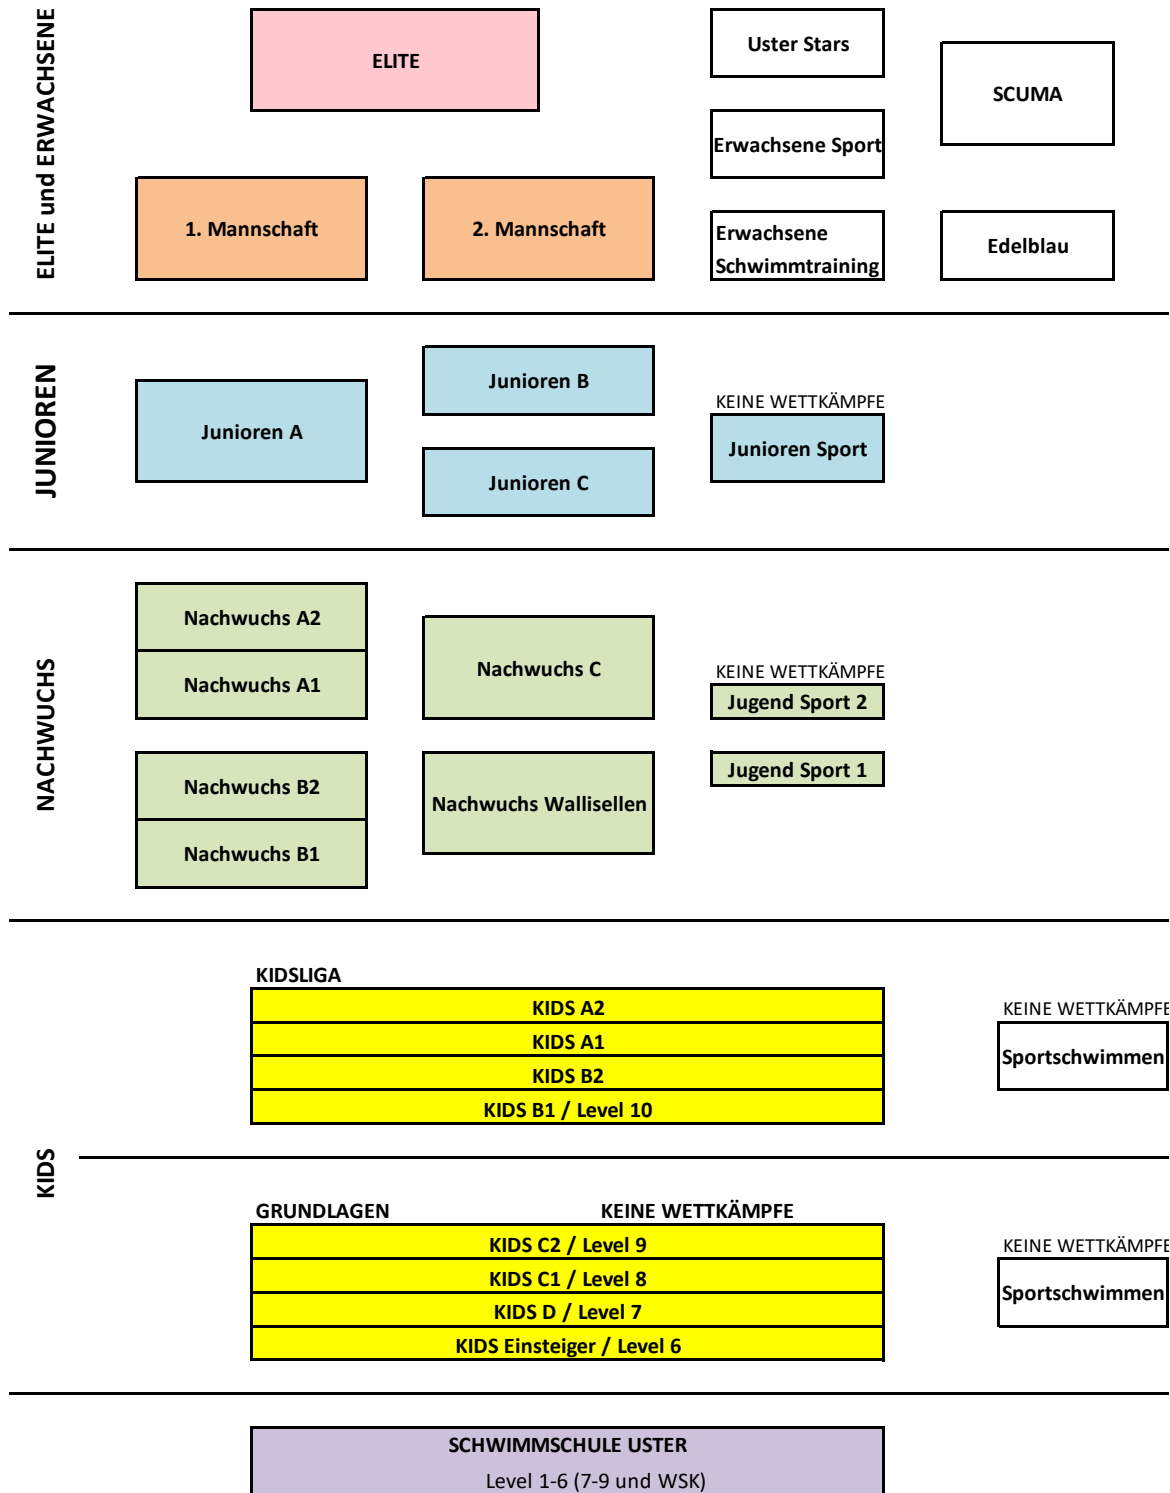 ELITE und ERWACHSENE
ELITE
Uster Stars
SCUMA
Erwachsene Sport
1. Mannschaft
2. Mannschaft
Erwachsene
Schwimmtraining
Edelblau
JUNIOREN
Junioren A
Junioren B
Junioren C
KEINE WETTKÄMPFE
Junioren Sport
NACHWUCHS
Nachwuchs A2
Nachwuchs A1
Nachwuchs B2
Nachwuchs B1
Nachwuchs C
Nachwuchs Wallisellen
KEINE WETTKÄMPFE
Jugend Sport 2
Jugend Sport 1
KIDS
KIDSLIGA
KIDS A2
KIDS A1
KIDS B2
KIDS B1 / Level 10
KEINE WETTKÄMPFE
Sportschwimmen
GRUNDLAGEN KEINE WETTKÄMPFE
KIDS C2 / Level 9
KIDS C1 / Level 8
KIDS D / Level 7
KIDS Einsteiger / Level 6
KEINE WETTKÄMPFE
Sportschwimmen
SCHWIMMSCHULE USTER
Level 1-6 (7-9 und WSK)